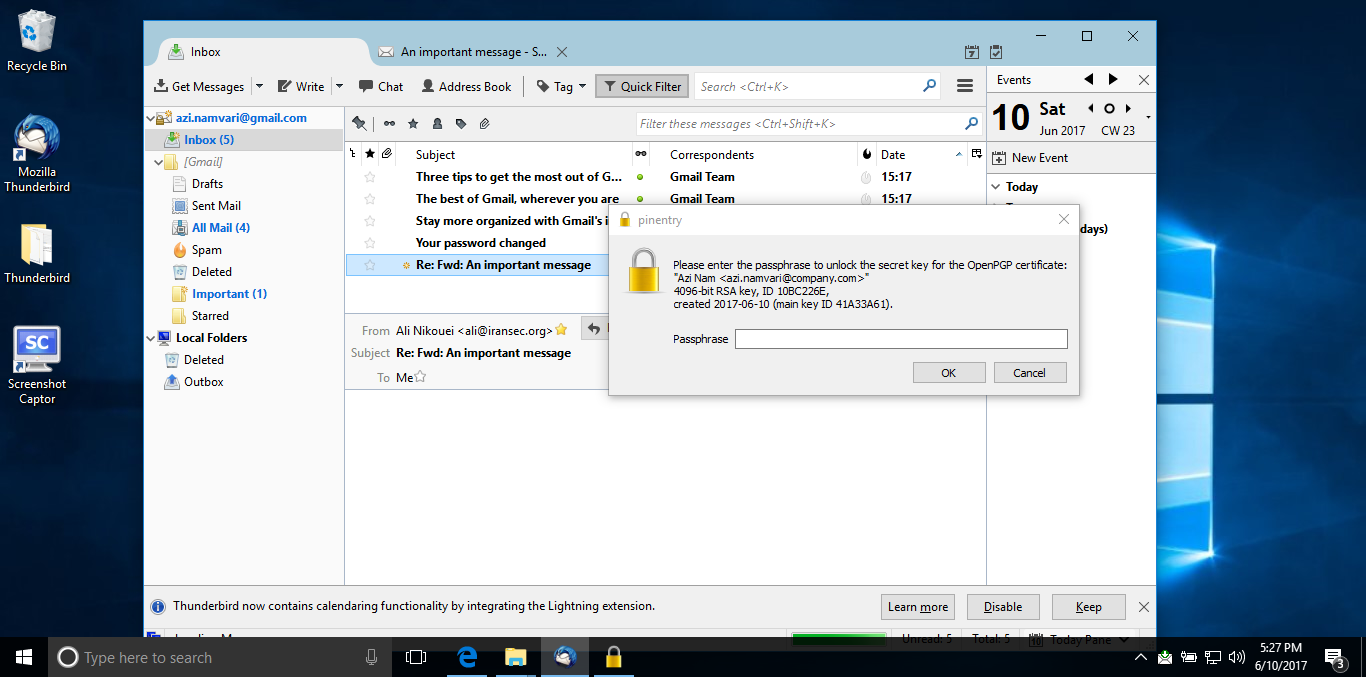 Recycle Bin
Mozilla
Thunderbird
Thunderbird
SC
Screenshot
Captor
Inbox
An important message - S...
7
Get Messages
Write
Chat
Address Book
Tag
Quick Filter
Search <Ctrl+K>
azi.namvari@gmail.com
Inbox (5)
[Gmail]
Drafts
Sent Mail
All Mail (4)
Spam
Deleted
Important (1)
Starred
Local Folders
Deleted
Outbox
Filter these messages <Ctrl+Shift+K>
Subject
Correspondents
Date
Three tips to get the most out of G...
Gmail Team
15:17
The best of Gmail, wherever you are
Gmail Team
15:17
Stay more organized with Gmail's i
Your password changed
Re: Fwd: An important message
From Ali Nikouei <ali@iransec.org>
Subject Re: Fwd: An important message
To Me
pinentry
Please enter the passphrase to unlock the secret key for the OpenPGP certificate:
"Azi Nam <azi.namvari@company.com>"
4096-bit RSA key, ID 10BC226E,
created 2017-06-10 (main key ID 41A33A61).
Passphrase
OK
Cancel
Events
10 Sat
Jun 2017 CW 23
New Event
Today
days)
Thunderbird now contains calendaring functionality by integrating the Lightning extension.
Learn more
Disable
Keep
Unread: 5
Total: 5
Today Pane
Type here to search
5:27 PM
6/10/2017
3